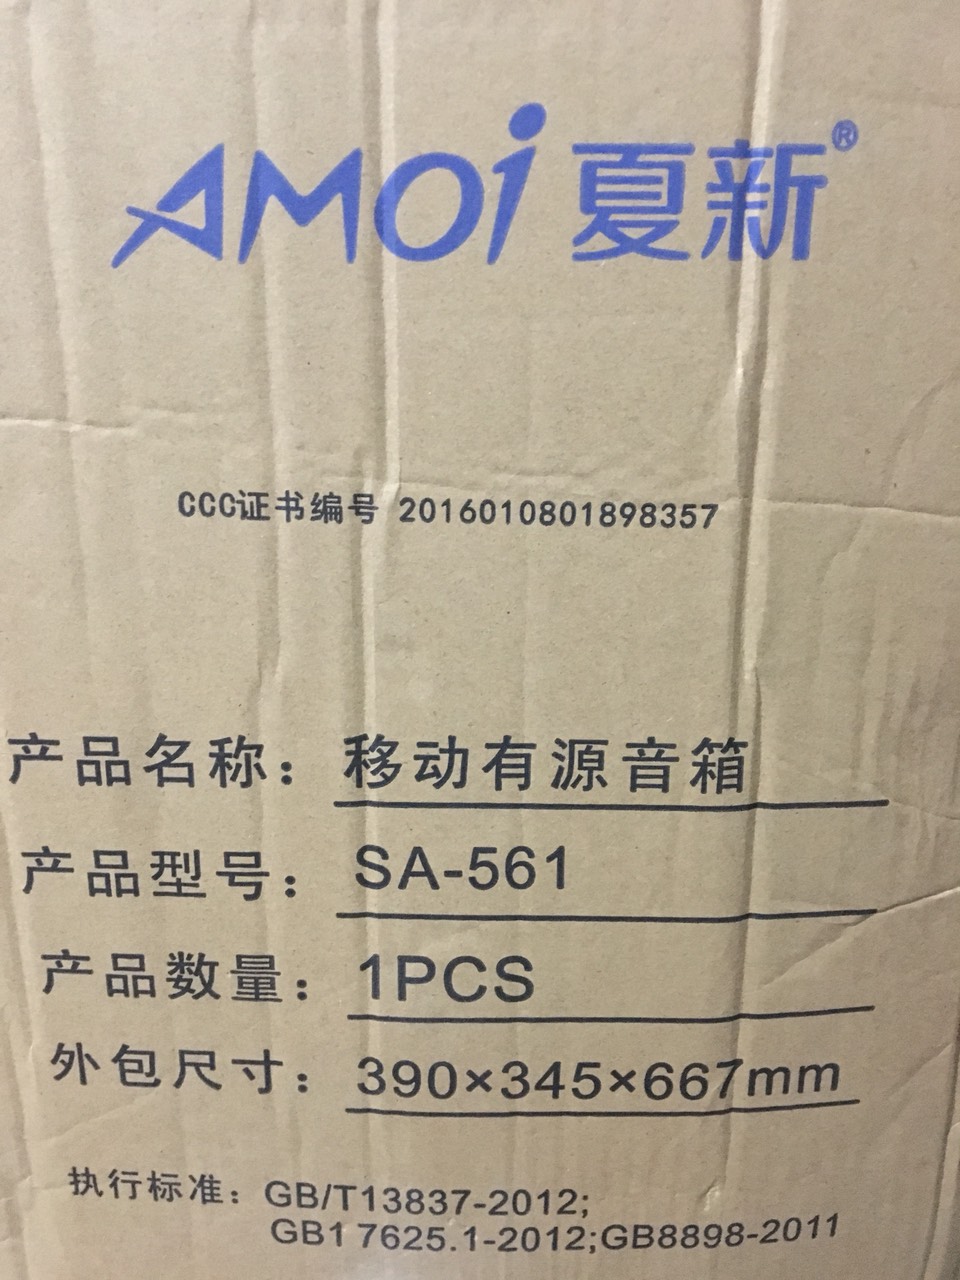 AMOI 夏新®
CCC证书编号 2016010801898357
产品名称：移动有源音箱
产品型号：SA-561
产品数量：1PCS
外包尺寸：390×345×667mm
执行标准：GB/T13837-2012;
GB17625.1-2012;GB8898-2011